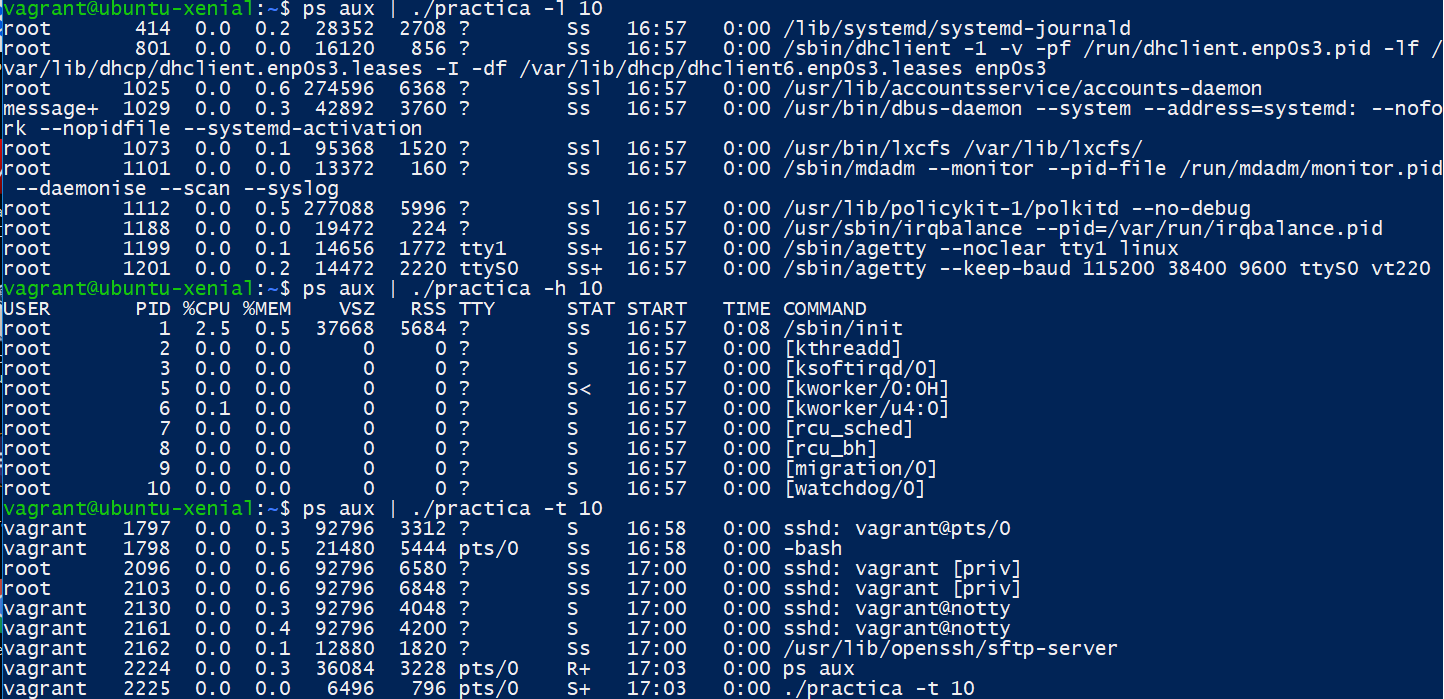 vagrant@ubuntu-xenial:~$ ps aux | ./practica -l 10
root       414  0.0  0.2  28352  2708 ?        Ss   16:57   0:00 /lib/systemd/systemd-journald
root       801  0.0  0.0  16120   856 ?        Ss   16:57   0:00 /sbin/dhclient -1 -v -pf /run/dhclient.enp0s3.pid -lf /
var/lib/dhcp/dhclient.enp0s3.leases -I -df /var/lib/dhcp/dhclient6.enp0s3.leases enp0s3
root      1025  0.0  0.6 274596  6368 ?        Ssl  16:57   0:00 /usr/lib/accountsservice/accounts-daemon
message+  1029  0.0  0.3  42892  3760 ?        Ss   16:57   0:00 /usr/bin/dbus-daemon --system --address=systemd: --nofo
rk --nopidfile --systemd-activation
root      1073  0.0  0.1  95368  1520 ?        Ssl  16:57   0:00 /usr/bin/lxcfs /var/lib/lxcfs/
root      1101  0.0  0.0  13372   160 ?        Ss   16:57   0:00 /sbin/mdadm --monitor --pid-file /run/mdadm/monitor.pid
 --daemonise --scan --syslog
root      1112  0.0  0.5 277088  5996 ?        Ssl  16:57   0:00 /usr/lib/policykit-1/polkitd --no-debug
root      1188  0.0  0.0  19472   224 ?        Ss   16:57   0:00 /usr/sbin/irqbalance --pid=/var/run/irqbalance.pid
root      1199  0.0  0.1  14656  1772 tty1     Ss+  16:57   0:00 /sbin/agetty --noclear tty1 linux
root      1201  0.0  0.2  14472  2220 ttyS0    Ss+  16:57   0:00 /sbin/agetty --keep-baud 115200 38400 9600 ttyS0 vt220
vagrant@ubuntu-xenial:~$ ps aux | ./practica -h 10
USER       PID %CPU %MEM    VSZ   RSS TTY      STAT START   TIME COMMAND
root         1  2.5  0.5  37668  5684 ?        Ss   16:57   0:08 /sbin/init
root         2  0.0  0.0      0     0 ?        S    16:57   0:00 [kthreadd]
root         3  0.0  0.0      0     0 ?        S    16:57   0:00 [ksoftirqd/0]
root         5  0.0  0.0      0     0 ?        S<   16:57   0:00 [kworker/0:0H]
root         6  0.1  0.0      0     0 ?        S    16:57   0:00 [kworker/u4:0]
root         7  0.0  0.0      0     0 ?        S    16:57   0:00 [rcu_sched]
root         8  0.0  0.0      0     0 ?        S    16:57   0:00 [rcu_bh]
root         9  0.0  0.0      0     0 ?        S    16:57   0:00 [migration/0]
root        10  0.0  0.0      0     0 ?        S    16:57   0:00 [watchdog/0]
vagrant@ubuntu-xenial:~$ ps aux | ./practica -t 10
vagrant   1797  0.0  0.3  92796  3312 ?        S    16:58   0:00 sshd: vagrant@pts/0
vagrant   1798  0.0  0.5  21480  5444 pts/0    Ss   16:58   0:00 -bash
root      2096  0.0  0.6  92796  6580 ?        Ss   17:00   0:00 sshd: vagrant [priv]
root      2103  0.0  0.6  92796  6848 ?        Ss   17:00   0:00 sshd: vagrant [priv]
vagrant   2130  0.0  0.3  92796  4048 ?        S    17:00   0:00 sshd: vagrant@notty
vagrant   2161  0.0  0.4  92796  4200 ?        S    17:00   0:00 sshd: vagrant@notty
vagrant   2162  0.0  0.1  12880  1820 ?        Ss   17:00   0:00 /usr/lib/openssh/sftp-server
vagrant   2224  0.0  0.3  36084  3228 pts/0    R+   17:03   0:00 ps aux
vagrant   2225  0.0  0.0   6496   796 pts/0    S+   17:03   0:00 ./practica -t 10